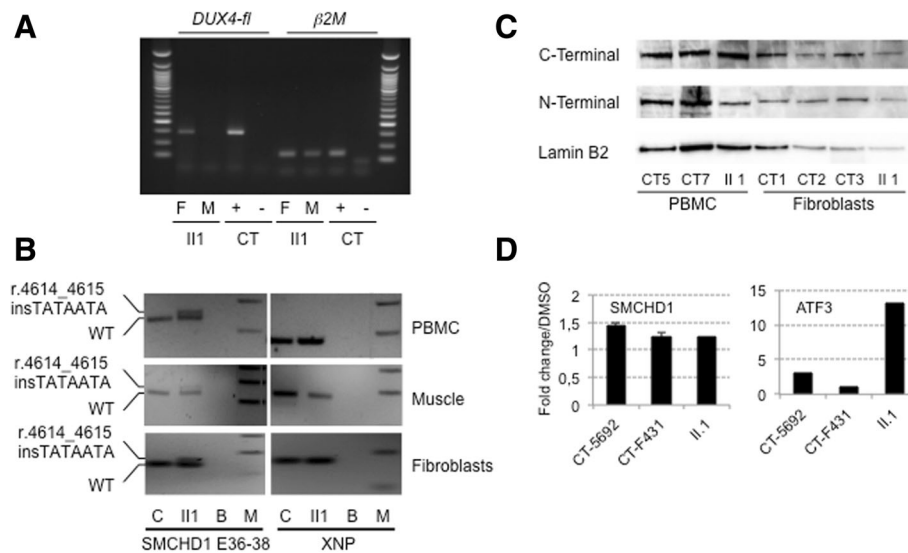 A
DUX4-fl β2M
F M + - F M + -
II1 CT II1 CT
B
r.4614_4615
insTATAATA
WT
PBMC
r.4614_4615
insTATAATA
WT
Muscle
r.4614_4615
insTATAATA
WT
Fibroblasts
C II1 B M C II1 B M
SMCHD1 E36-38 XNP
C
C-Terminal
N-Terminal
Lamin B2
CT5 CT7 II 1 CT1 CT2 CT3 II 1
PBMC Fibroblasts
D
Fold change/DMSO
2
1,5
1
0,5
0
SMCHD1
CT-5692
CT-F431
II.1
15
10
5
0
ATF3
CT-5692
CT-F431
II.1